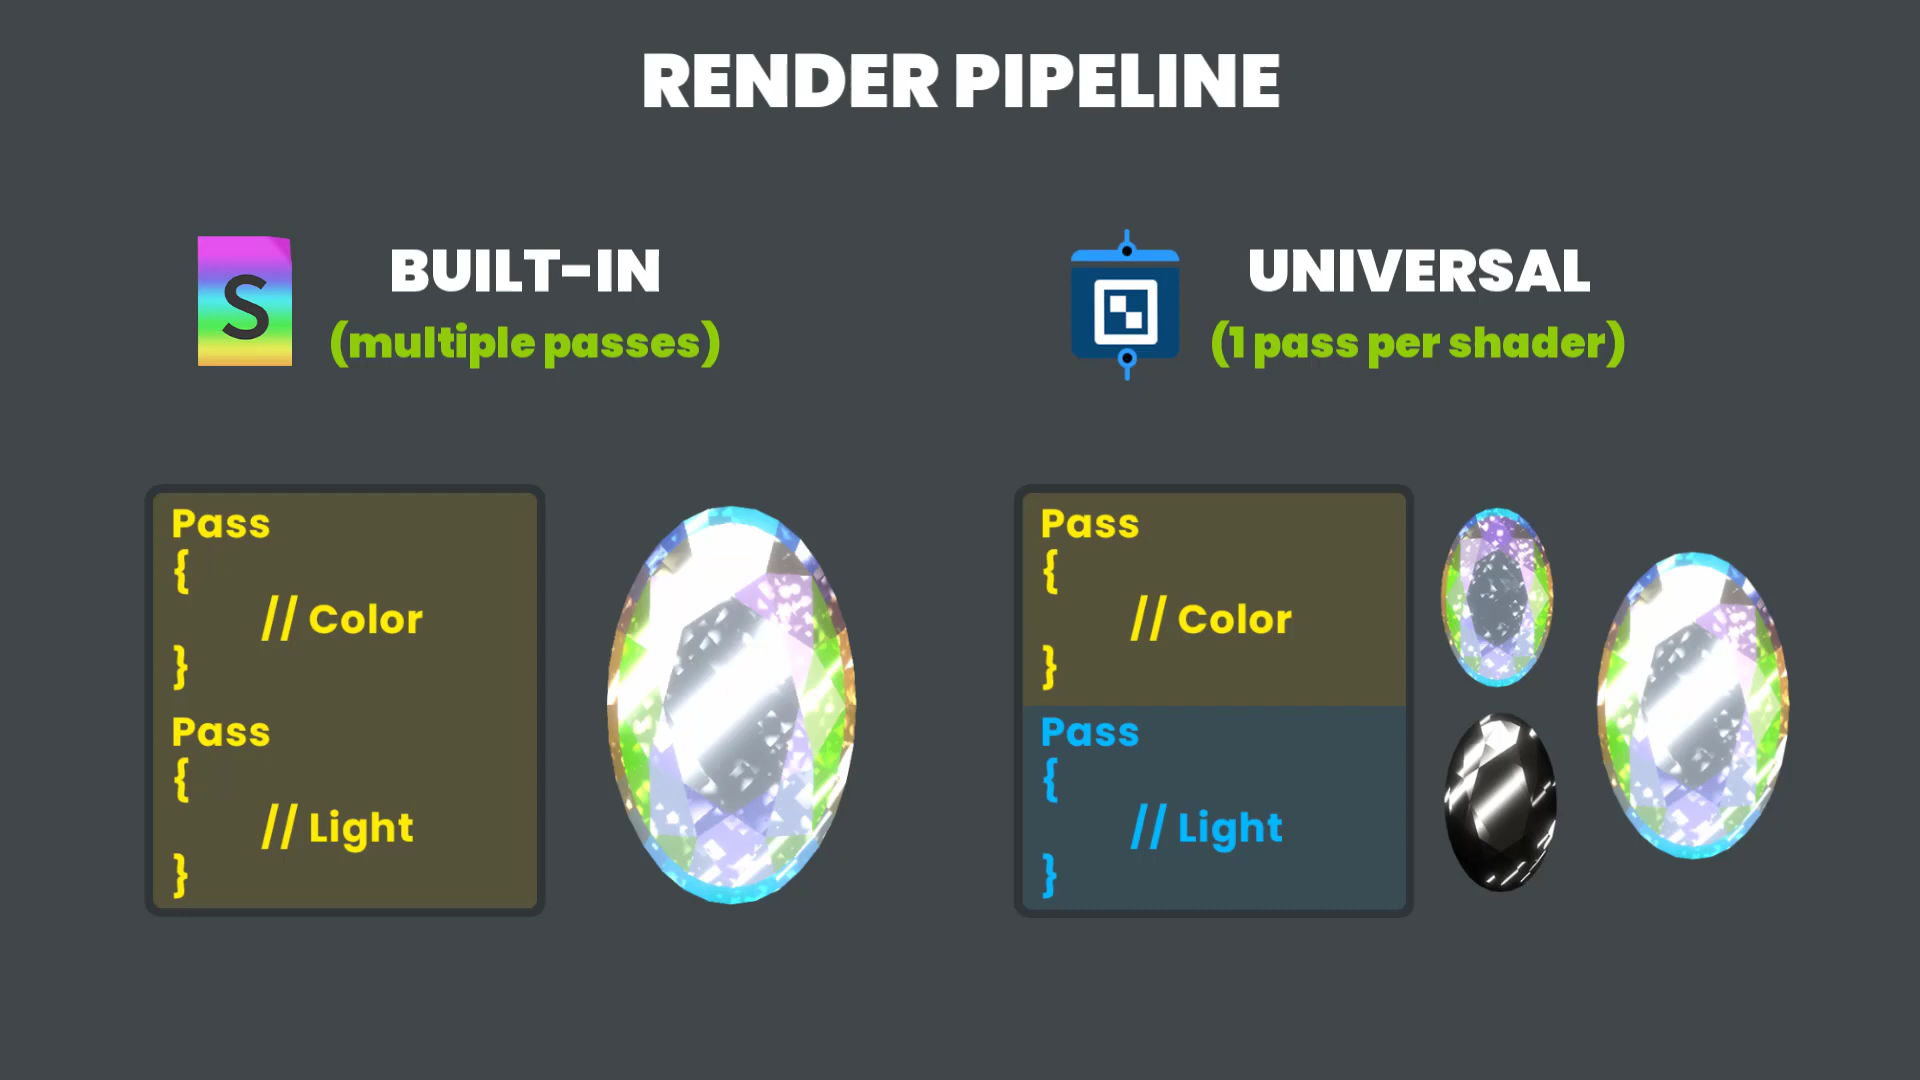 RENDER PIPELINE
S
BUILT-IN
(multiple passes)
UNIVERSAL
(1 pass per shader)
Pass
{
// Color
}
Pass
{
// Light
}
Pass
{
// Color
}
Pass
{
// Light
}